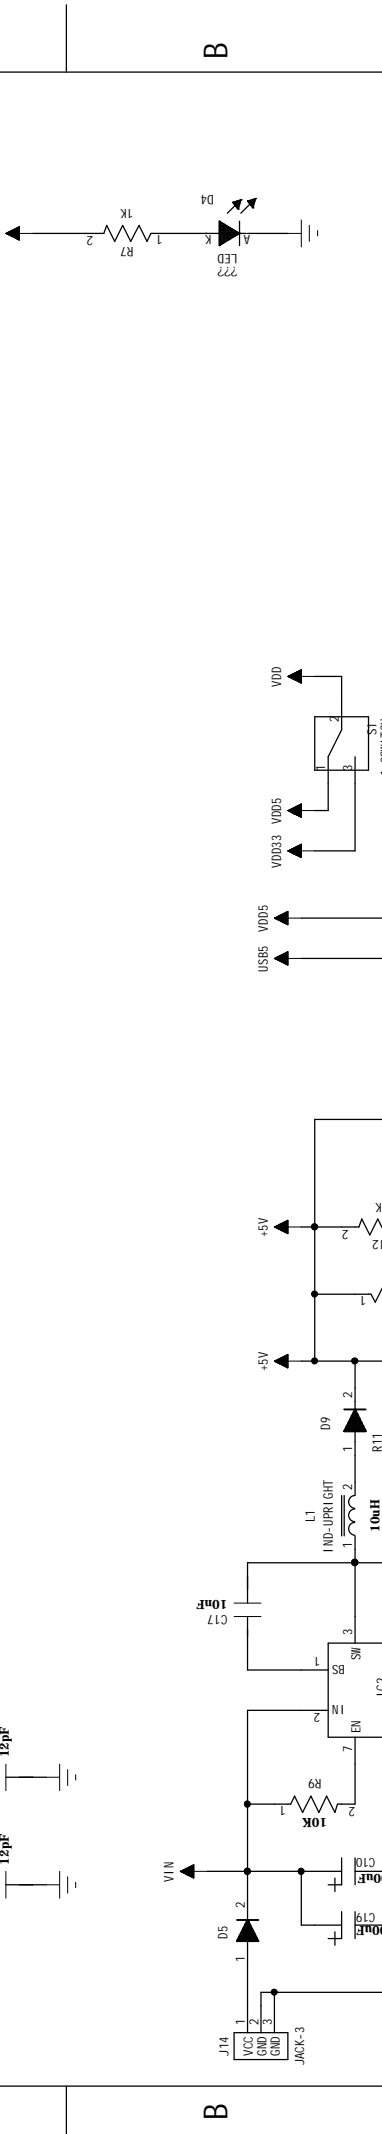 B
D4
1K
2
1
K
A
R7
LED
???
VDD
2
S1
1
3
VDD5
VDD33
VDD5
USB5
+5V
2
1
+5V
2
D9
1
R11
2
L1
IND-UPRIGHT
1
10uH
10nF
C17
3
SW
1
BS
2
IN
EN
7
12pF
R9
1
2
10K
12pF
VIN
C10
+
2
D5
C19
+
1
J14
1
2
3
VCC
GND
GND
JACK-3
B